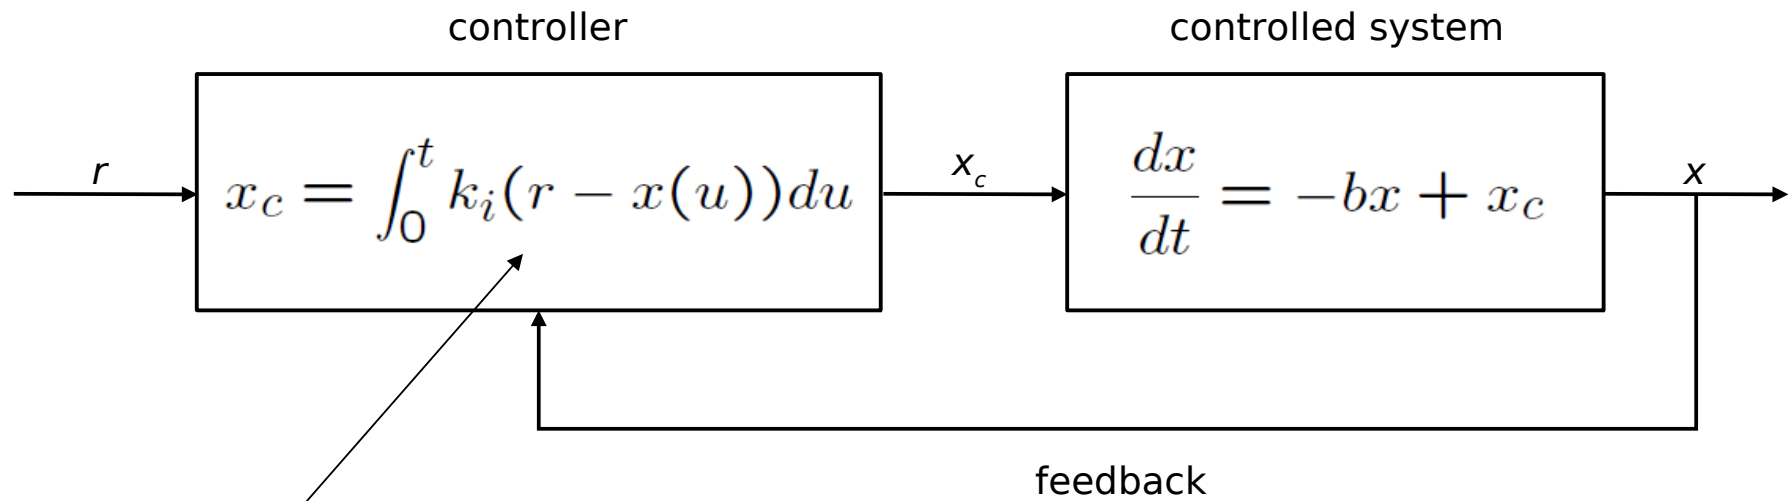 controller
controlled system
r
x_c = ∫_0^t k_i(r − x(u))du
x_c
dx/dt = −bx + x_c
x
feedback